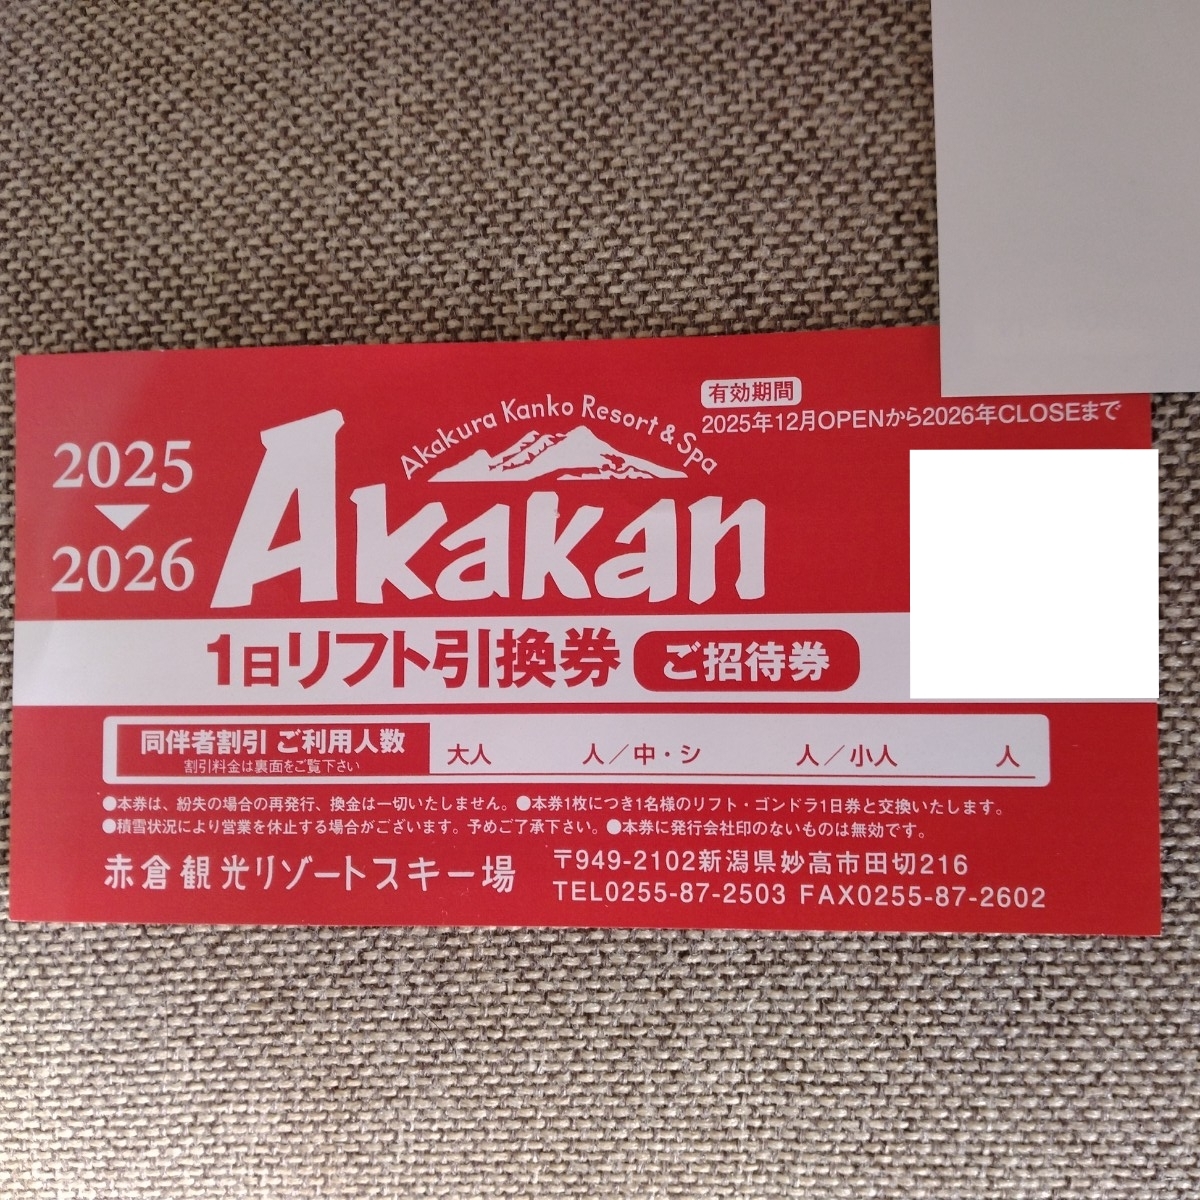 有効期間
2025年12月OPENから2026年CLOSEまで
Akakura Kanko Resort & Spa
2025
2026
Akakan
1日リフト引換券 ご招待券
同伴者割引 ご利用人数
割引料金は裏面をご覧下さい
大人 人／中・シ 人／小人 人
●本券は、紛失の場合の再発行、換金は一切いたしません。●本券1枚につき1名様のリフト・ゴンドラ1日券と交換いたします。
●積雪状況により営業を休止する場合がございます。予めご了承下さい。●本券に発行会社印のないものは無効です。
赤倉観光リゾートスキー場
〒949-2102新潟県妙高市田切216
TEL0255-87-2503 FAX0255-87-2602